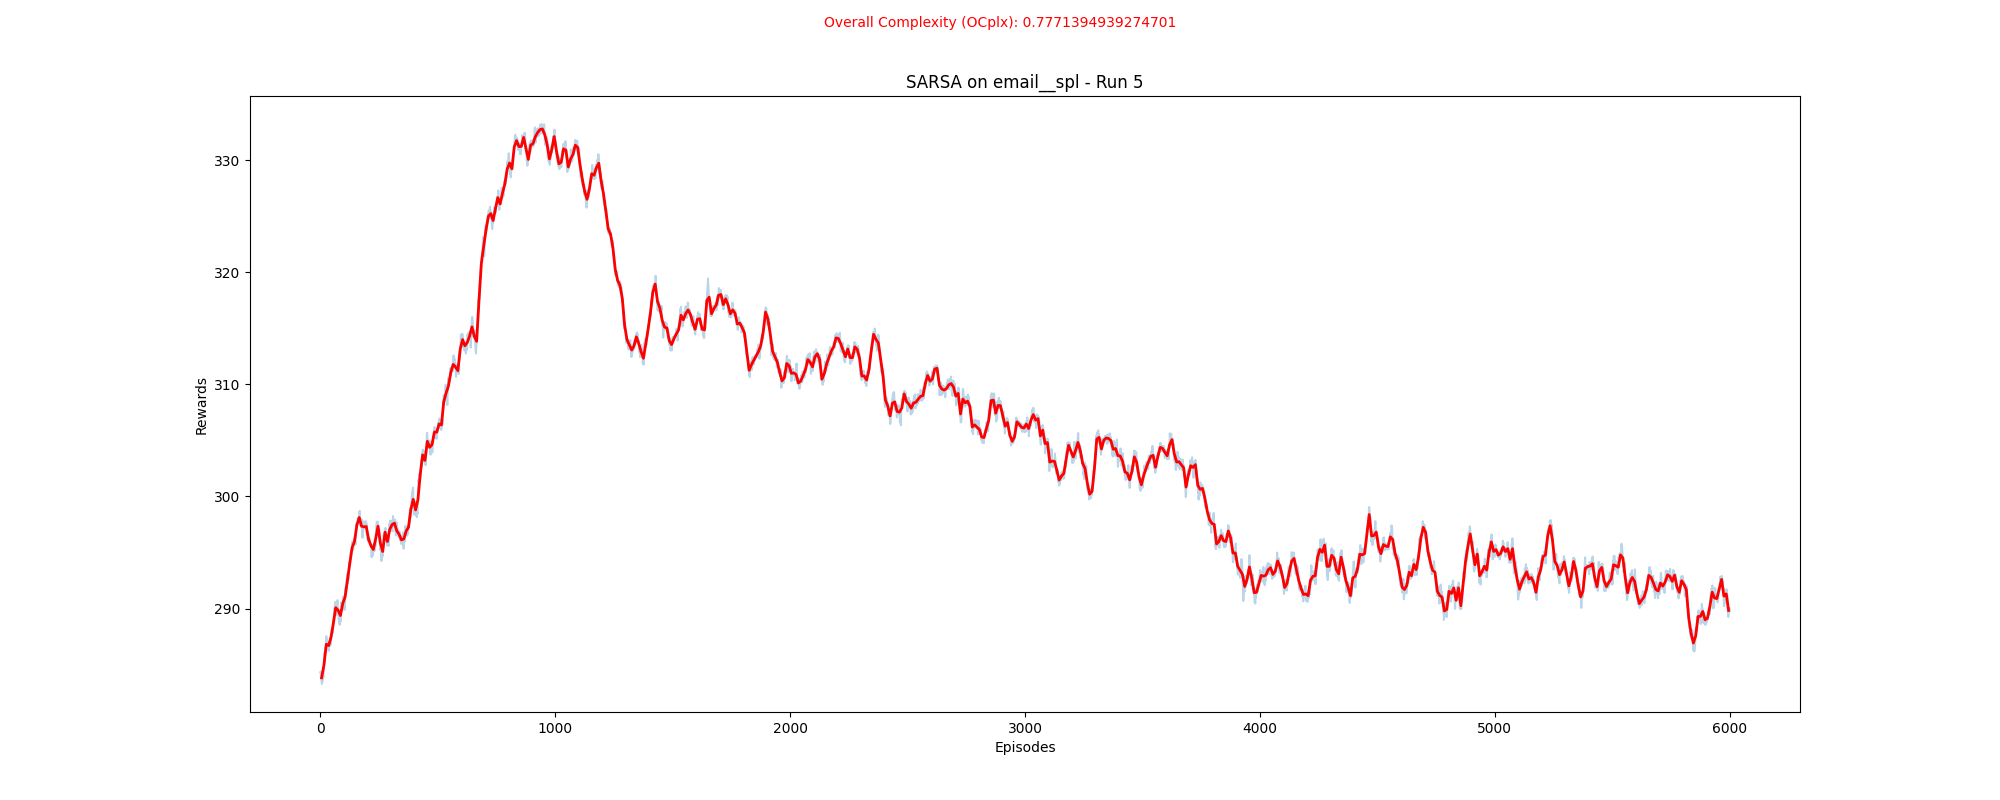 Overall Complexity (OCplx): 0.7771394939274701
SARSA on email__spl - Run 5
Rewards
330
320
310
300
290
0 1000 2000 3000 4000 5000 6000
Episodes